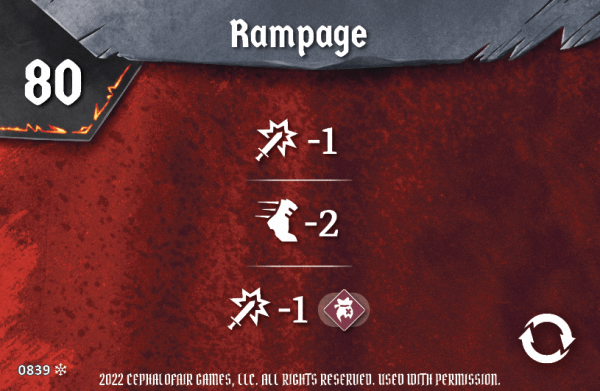 Rampage
80
-1
-2
-1
0839
2022 CEPHALOFAIR GAMES, LLC. ALL RIGHTS RESERVED. USED WITH PERMISSION.